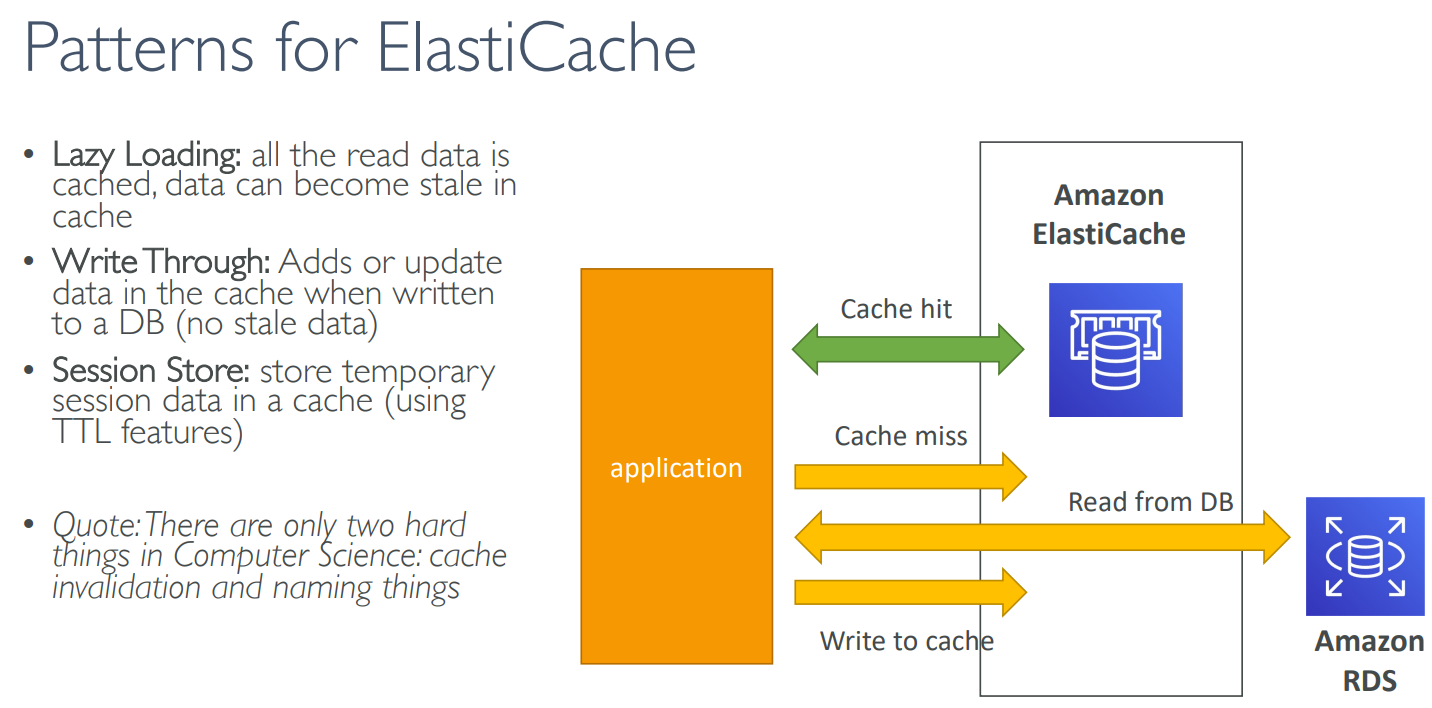 Patterns for ElastiCache
• Lazy Loading: all the read data is
cached, data can become stale in
cache
• Write Through: Adds or update
data in the cache when written
to a DB (no stale data)
• Session Store: store temporary
session data in a cache (using
TTL features)
• Quote: There are only two hard
things in Computer Science: cache
invalidation and naming things
application
Cache hit
Cache miss
Read from DB
Write to cache
Amazon
ElastiCache
Amazon
RDS